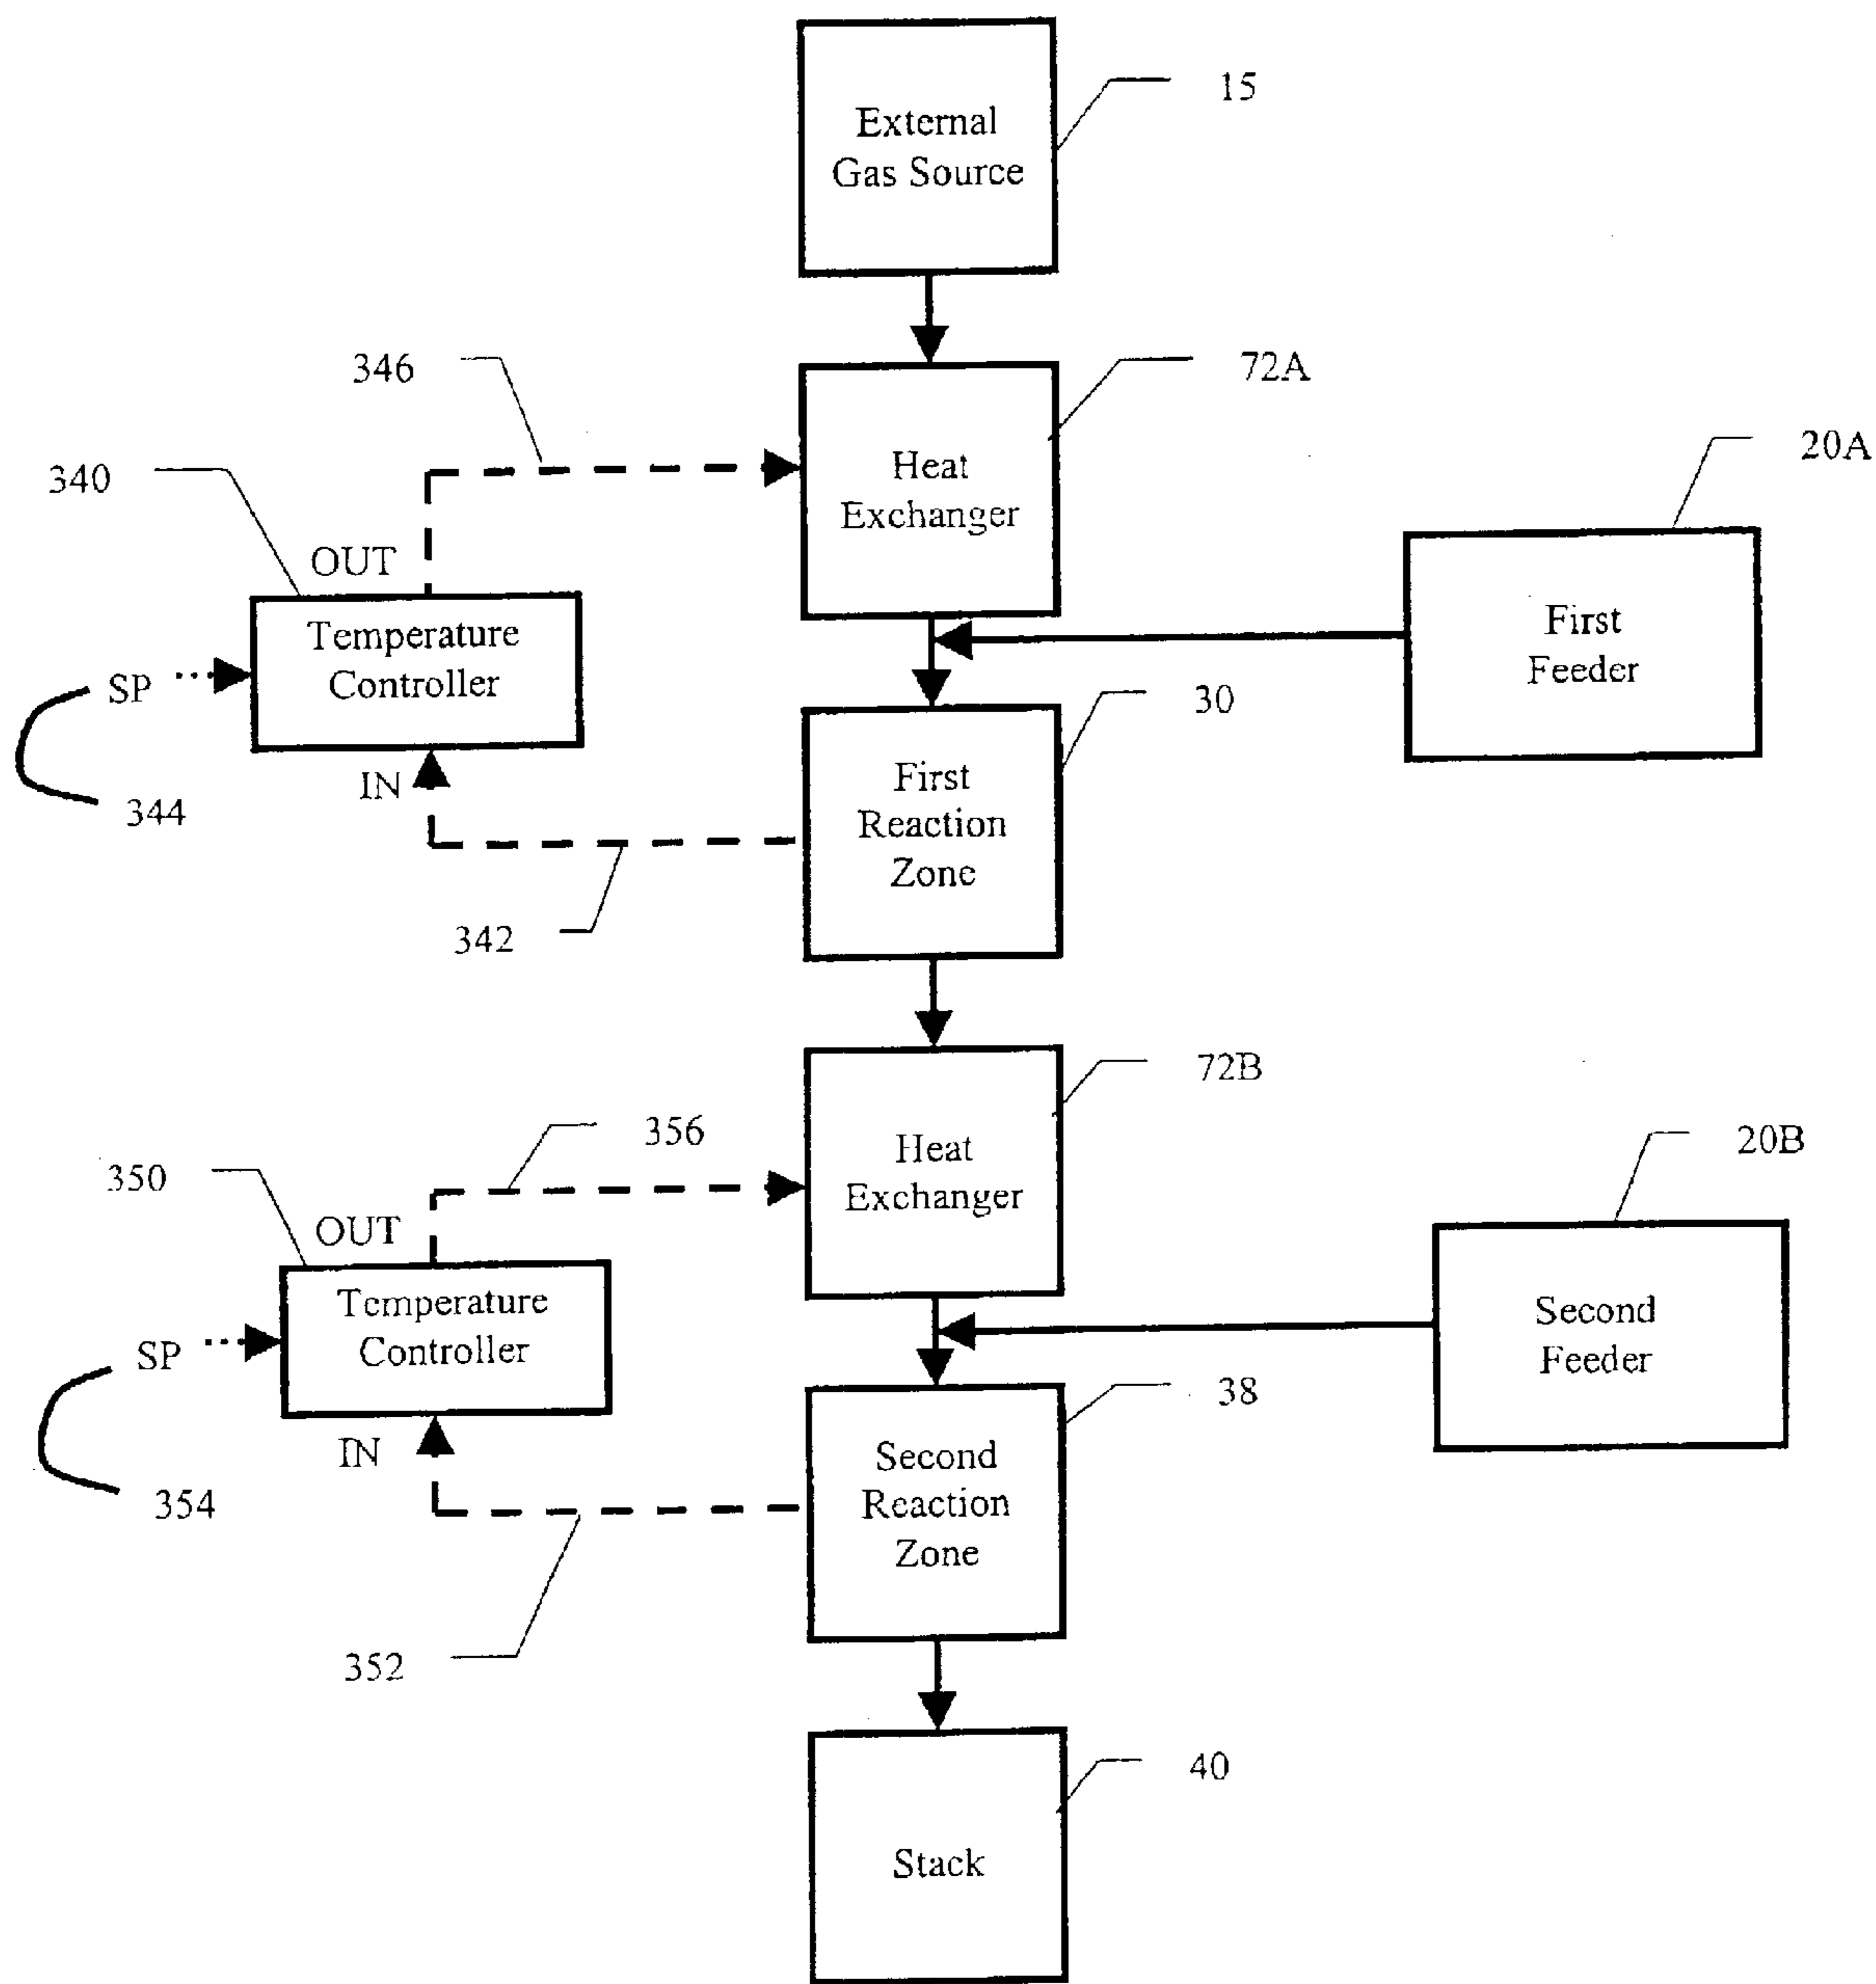 External
Gas Source
15
346
72A
Heat
Exchanger
20A
340
OUT
Temperature
Controller
SP
344
IN
First
Feeder
30
First
Reaction
Zone
342
72B
Heat
Exchanger
356
20B
350
OUT
Temperature
Controller
SP
354
IN
Second
Feeder
38
Second
Reaction
Zone
352
40
Stack